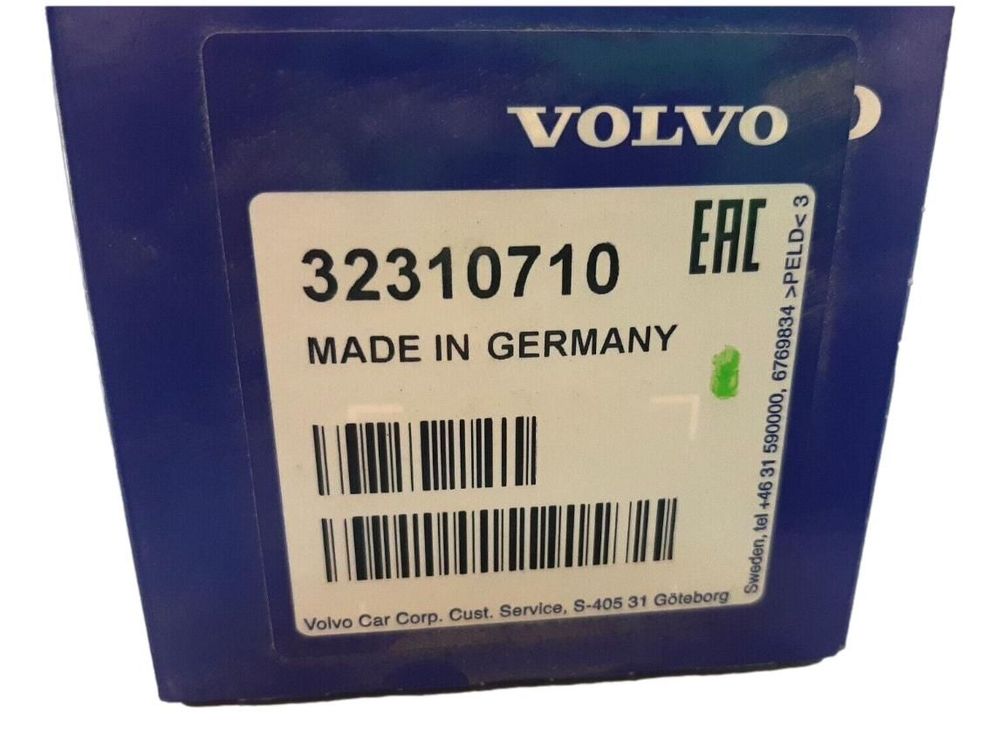 VOLVO
EAC
32310710
MADE IN GERMANY
Volvo Car Corp. Cust. Service, S-405 31 Göteborg
Sweden, tel +46 31 590000, 6769834 >PELD< 3